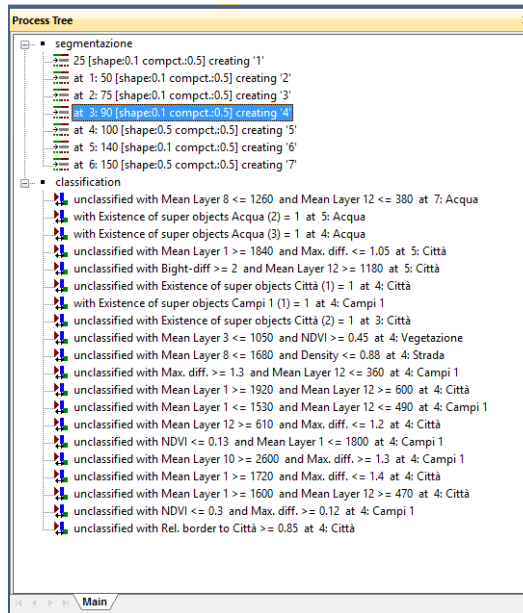 Process Tree
segmentazione
25 [shape:0.1 compct.:0.5] creating '1'
at 1: 50 [shape:0.1 compct.:0.5] creating '2'
at 2: 75 [shape:0.1 compct.:0.5] creating '3'
at 3: 90 [shape:0.1 compct.:0.5] creating '4'
at 4: 100 [shape:0.5 compct.:0.5] creating '5'
at 5: 140 [shape:0.1 compct.:0.5] creating '6'
at 6: 150 [shape:0.5 compct.:0.5] creating '7'
classification
unclassified with Mean Layer 8 <= 1260 and Mean Layer 12 <= 380 at 7: Acqua
with Existence of super objects Acqua (2) = 1 at 5: Acqua
with Existence of super objects Acqua (3) = 1 at 4: Acqua
unclassified with Mean Layer 1 >= 1840 and Max. diff. <= 1.05 at 5: Città
unclassified with Bight-diff >= 2 and Mean Layer 12 >= 1180 at 5: Città
unclassified with Existence of super objects Città (1) = 1 at 4: Città
with Existence of super objects Campi 1 (1) = 1 at 4: Campi 1
unclassified with Existence of super objects Città (2) = 1 at 3: Città
unclassified with Mean Layer 3 <= 1050 and NDVI >= 0.45 at 4: Vegetazione
unclassified with Mean Layer 8 <= 1680 and Density <= 0.88 at 4: Strada
unclassified with Max. diff. >= 1.3 and Mean Layer 12 <= 360 at 4: Campi 1
unclassified with Mean Layer 1 >= 1920 and Mean Layer 12 >= 600 at 4: Città
unclassified with Mean Layer 1 <= 1530 and Mean Layer 12 <= 490 at 4: Campi 1
unclassified with Mean Layer 12 >= 610 and Max. diff. <= 1.2 at 4: Città
unclassified with NDVI <= 0.13 and Mean Layer 1 <= 1800 at 4: Campi 1
unclassified with Mean Layer 10 >= 2600 and Max. diff. >= 1.3 at 4: Campi 1
unclassified with Mean Layer 1 >= 1720 and Max. diff. <= 1.4 at 4: Città
unclassified with Mean Layer 1 >= 1600 and Mean Layer 12 >= 470 at 4: Città
unclassified with NDVI <= 0.3 and Max. diff. >= 0.12 at 4: Campi 1
unclassified with Rel. border to Città >= 0.85 at 4: Città
Main